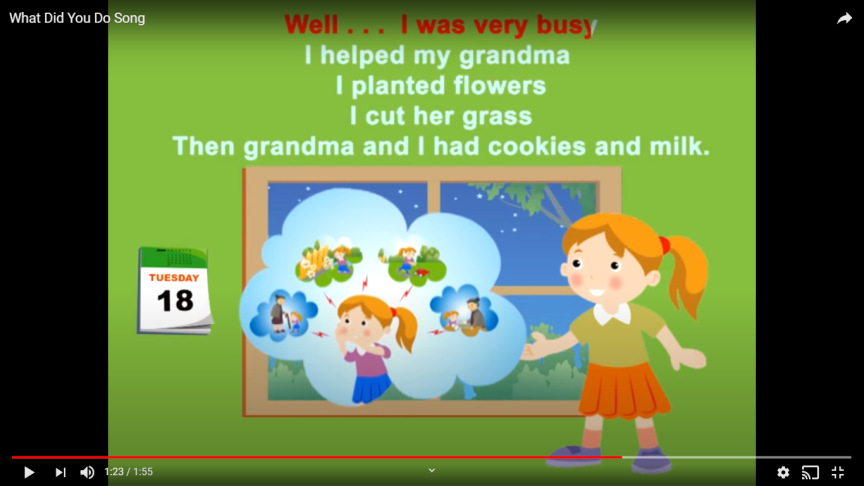 What Did You Do Song
Well . . .  I was very busy
I helped my grandma
I planted flowers
I cut her grass
Then grandma and I had cookies and milk.
TUESDAY
18
1:23 / 1:55